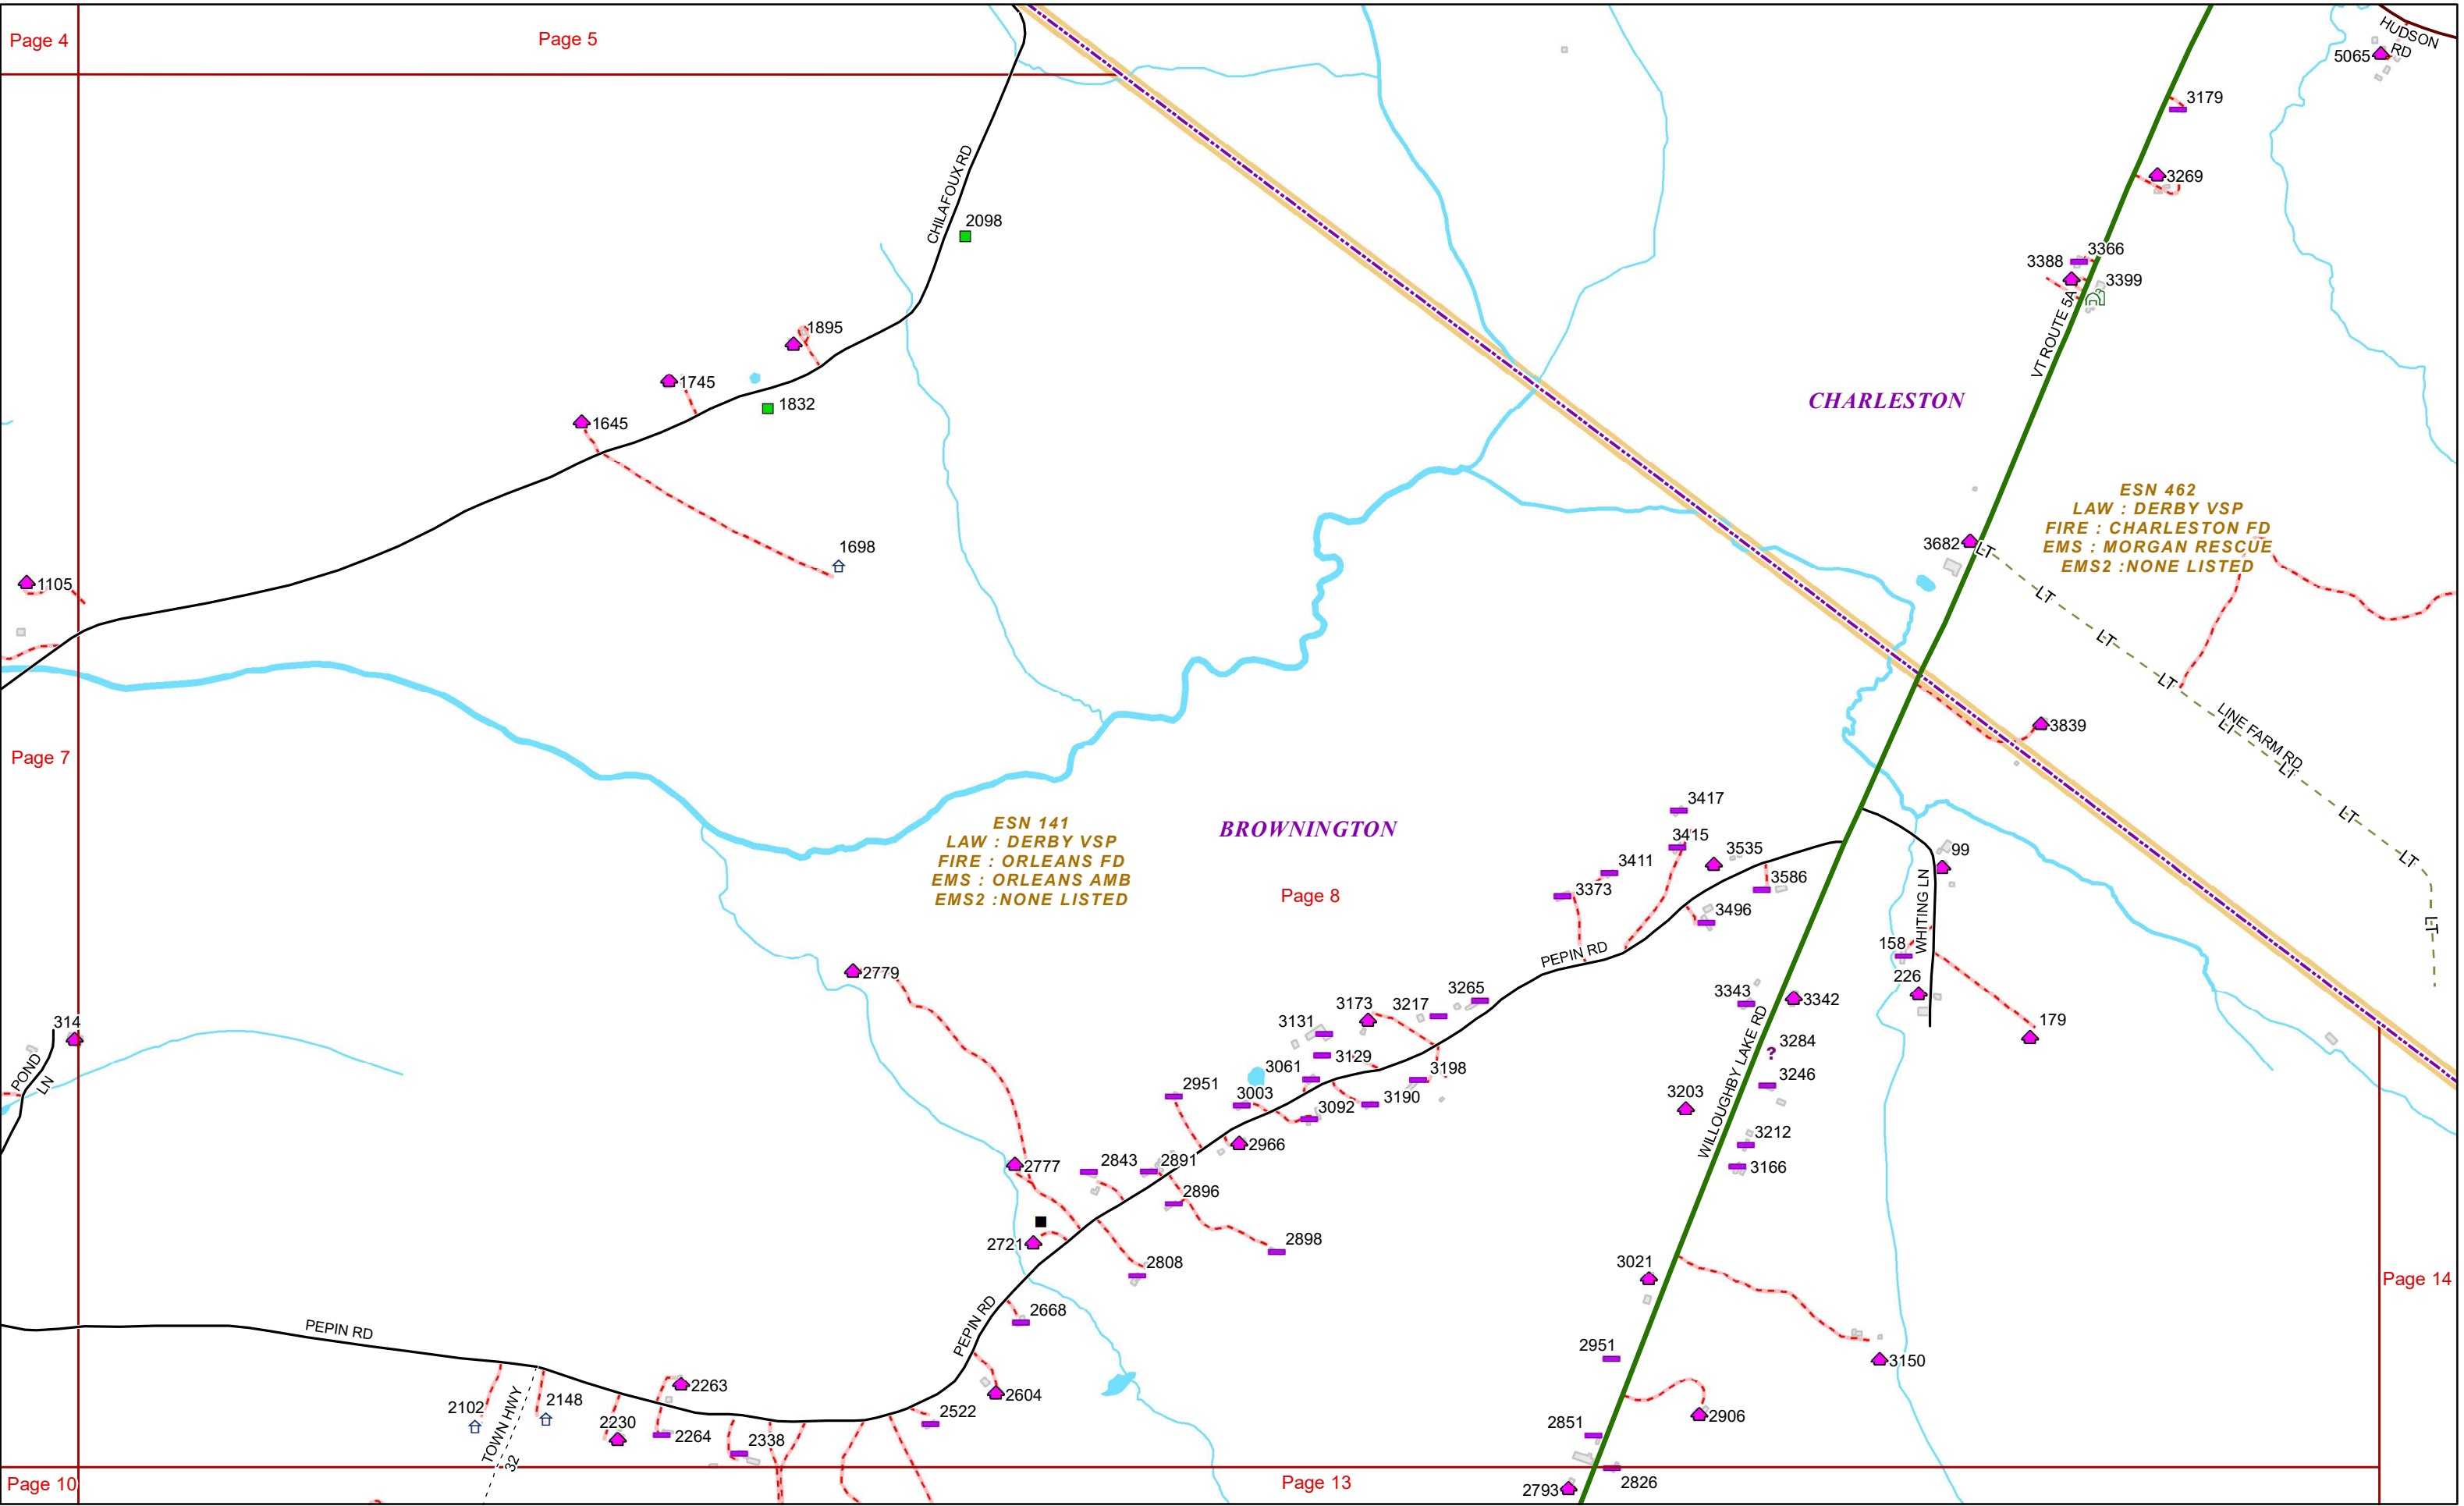 Page 4
Page 5
HUDSON
RD
5065
3179
CHILAFOUX RD
3269
2098
3366
3388
3399
VT ROUTE 5A
1895
1745
1832
1645
CHARLESTON
ESN 462
LAW : DERBY VSP
FIRE : CHARLESTON FD
EMS : MORGAN RESCUE
EMS2 :NONE LISTED
3682
LT
1698
1105
LT
LT
LT
LINE FARM RD
LT
LT
LT
LT
LT
3839
Page 7
ESN 141
LAW : DERBY VSP
FIRE : ORLEANS FD
EMS : ORLEANS AMB
EMS2 :NONE LISTED
BROWNINGTON
Page 8
3417
3415
3535
3411
3373
3586
3496
99
WHITING LN
158
226
179
PEPIN RD
2779
3265
3217
3173
3131
3129
3061
3198
3343
3342
WILLOUGHBY LAKE RD
?
3284
3246
314
POND
LN
2951
3003
3092
3190
3203
3212
3166
2966
2843
2891
2777
2896
2898
2721
2808
3021
Page 14
2668
PEPIN RD
PEPIN RD
2951
3150
2263
2604
2906
2102
2148
TOWN HWY
32
2230
2264
2338
2522
2851
Page 10
Page 13
2793
2826